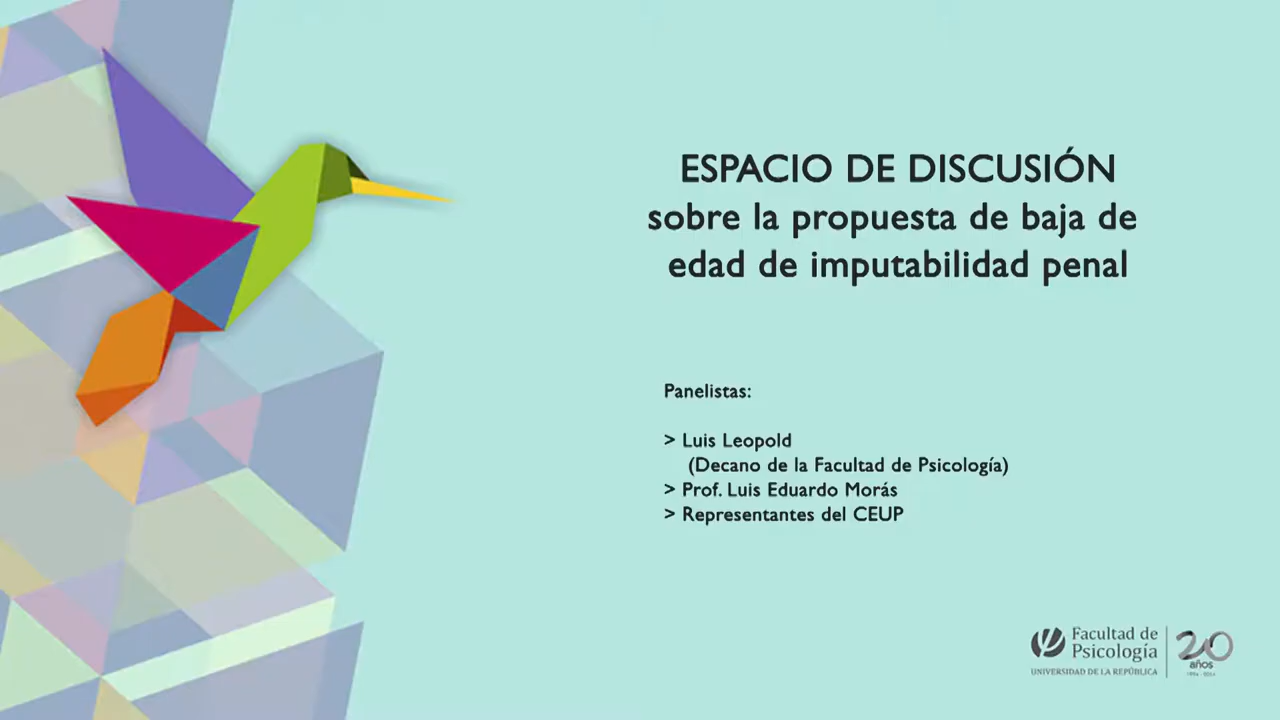 ESPACIO DE DISCUSIÓN
sobre la propuesta de baja de
edad de imputabilidad penal
Panelistas:
> Luis Leopold
(Decano de la Facultad de Psicología)
> Prof. Luis Eduardo Morás
> Representantes del CEUP
Facultad de
Psicología
UNIVERSIDAD DE LA REPÚBLICA
20
años
1994 - 2014